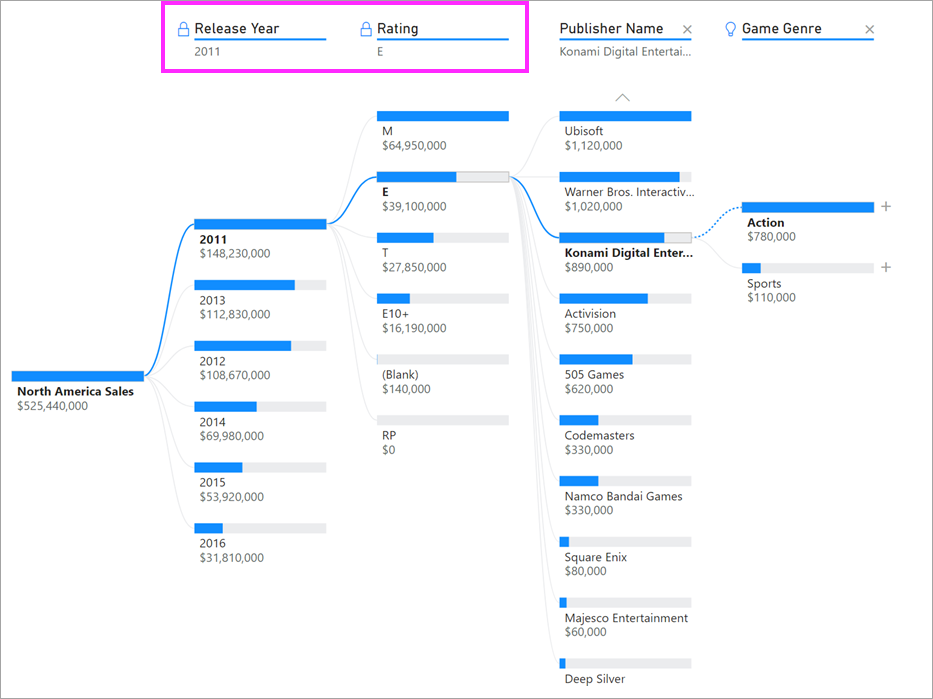 Release Year
2011
Rating
E
Publisher Name
Konami Digital Entertai...
Game Genre
North America Sales
$525,440,000
2011
$148,230,000
2013
$112,830,000
2012
$108,670,000
2014
$69,980,000
2015
$53,920,000
2016
$31,810,000
M
$64,950,000
E
$39,100,000
T
$27,850,000
E10+
$16,190,000
(Blank)
$140,000
RP
$0
Ubisoft
$1,120,000
Warner Bros. Interactiv...
$1,020,000
Konami Digital Enter...
$890,000
Activision
$750,000
505 Games
$620,000
Codemasters
$330,000
Namco Bandai Games
$330,000
Square Enix
$80,000
Majesco Entertainment
$60,000
Deep Silver
Action
$780,000
Sports
$110,000